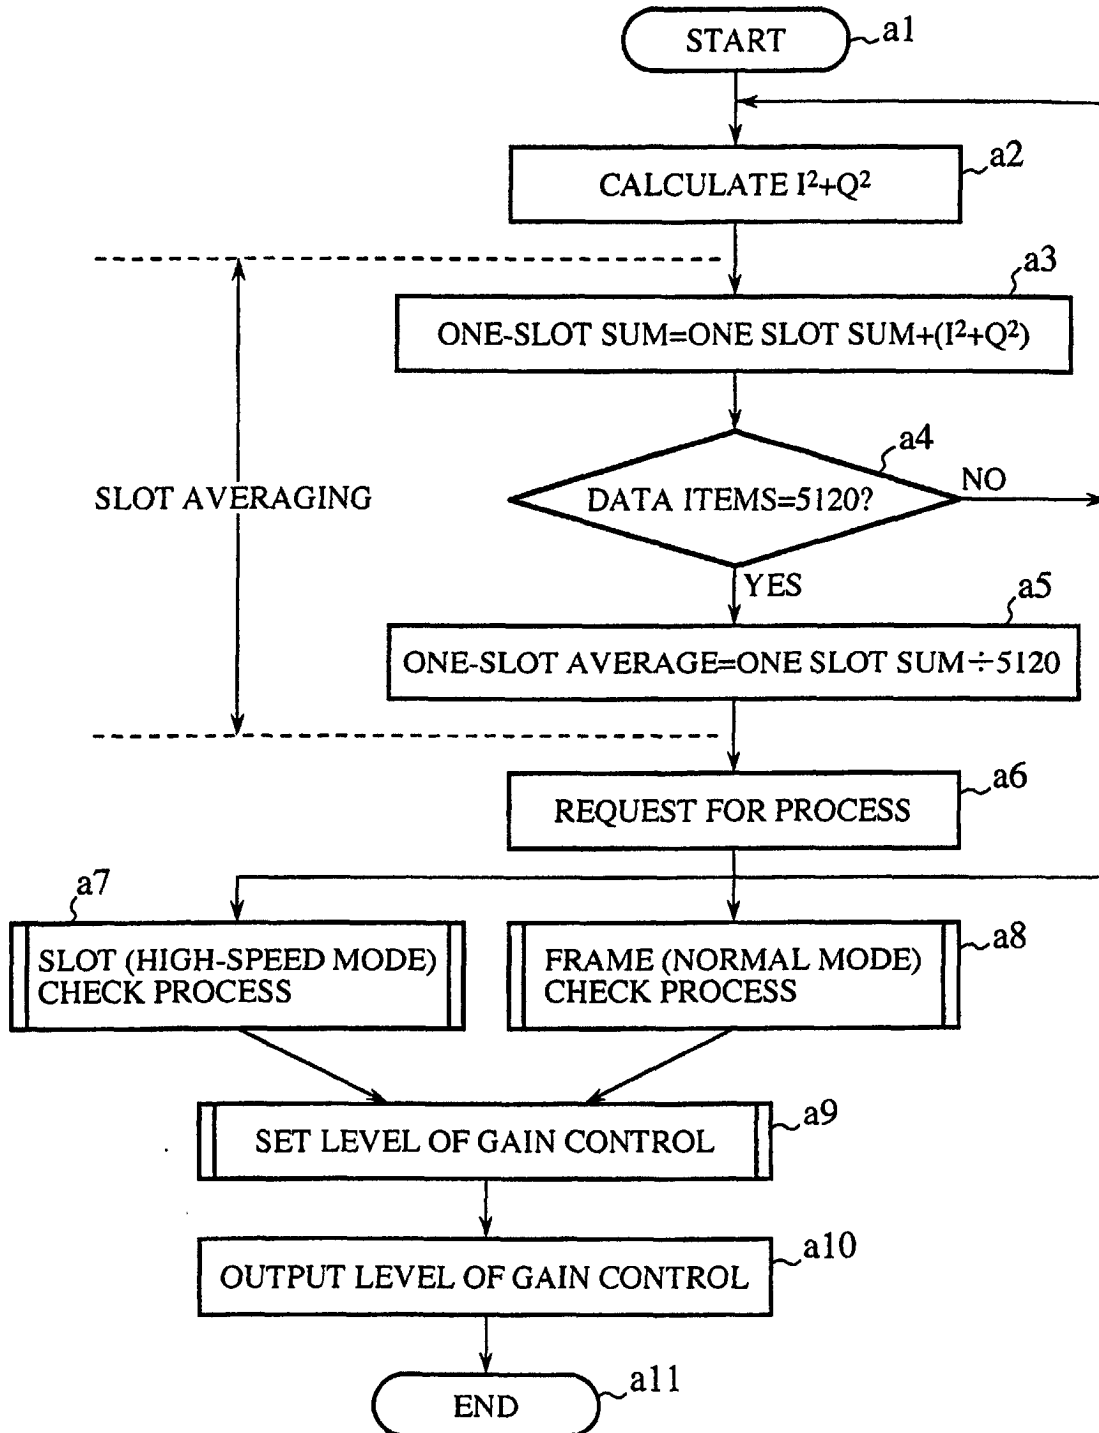 START
a1
CALCULATE I²+Q²
a2
ONE-SLOT SUM=ONE SLOT SUM+(I²+Q²)
a3
DATA ITEMS=5120?
a4
NO
SLOT AVERAGING
YES
ONE-SLOT AVERAGE=ONE SLOT SUM÷5120
a5
REQUEST FOR PROCESS
a6
a7
SLOT (HIGH-SPEED MODE)
CHECK PROCESS
FRAME (NORMAL MODE)
CHECK PROCESS
a8
SET LEVEL OF GAIN CONTROL
a9
OUTPUT LEVEL OF GAIN CONTROL
a10
END
a11